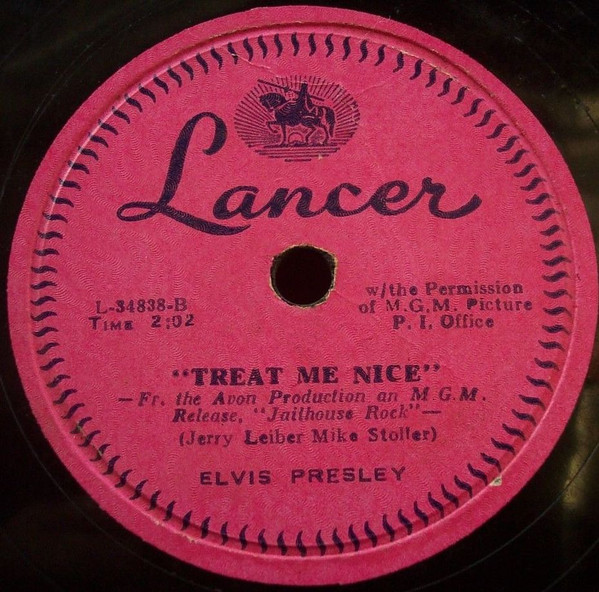 Lancer
L-34838-B
TIME 2:02
w/the Permission
of M.G.M. Picture
P. I. Office
"TREAT ME NICE"
—Fr. the Avon Production an M.G.M.
Release, "Jailhouse Rock"—
(Jerry Leiber Mike Stoller)
ELVIS PRESLEY